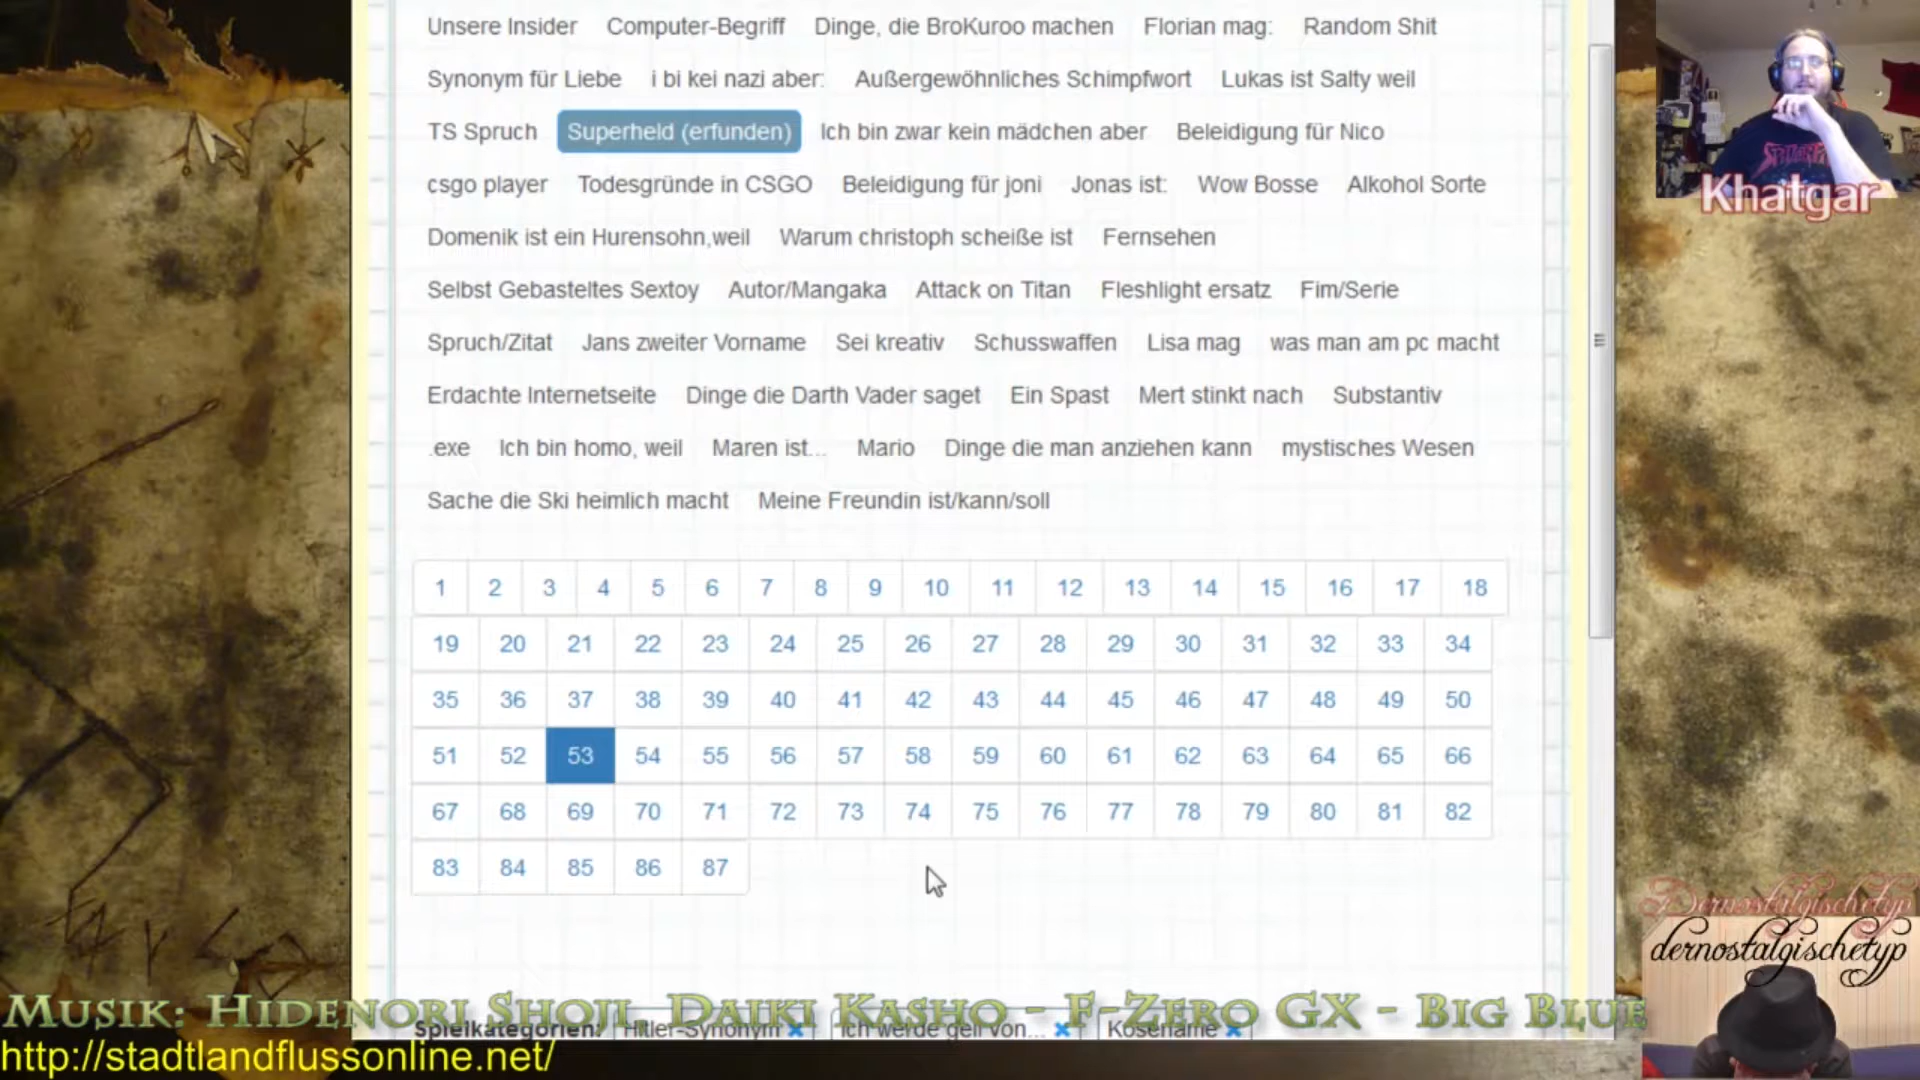 Unsere Insider Computer-Begriff Dinge, die BroKuroo machen Florian mag: Random Shit
Synonym für Liebe i bi kei nazi aber: Außergewöhnliches Schimpfwort Lukas ist Salty weil
TS Spruch Superheld (erfunden) Ich bin zwar kein mädchen aber Beleidigung für Nico
csgo player Todesgründe in CSGO Beleidigung für joni Jonas ist: Wow Bosse Alkohol Sorte
Khatgar
Domenik ist ein Hurensohn,weil Warum christoph scheiße ist Fernsehen
Selbst Gebasteltes Sextoy Autor/Mangaka Attack on Titan Fleshlight ersatz Fim/Serie
Spruch/Zitat Jans zweiter Vorname Sei kreativ Schusswaffen Lisa mag was man am pc macht
Erdachte Internetseite Dinge die Darth Vader saget Ein Spast Mert stinkt nach Substantiv
.exe Ich bin homo, weil Maren ist... Mario Dinge die man anziehen kann mystisches Wesen
Sache die Ski heimlich macht Meine Freundin ist/kann/soll
1 2 3 4 5 6 7 8 9 10 11 12 13 14 15 16 17 18
19 20 21 22 23 24 25 26 27 28 29 30 31 32 33 34
35 36 37 38 39 40 41 42 43 44 45 46 47 48 49 50
51 52 53 54 55 56 57 58 59 60 61 62 63 64 65 66
67 68 69 70 71 72 73 74 75 76 77 78 79 80 81 82
83 84 85 86 87
Dernostalgischetyp
dernostalgischetyp
Musik: Hidenori Shoji, Daiki Kasho - F-Zero GX - Big Blue
Spielkategorien: Hitler-Synonym Ich werde geil von... Kosename
http://stadtlandflussonline.net/